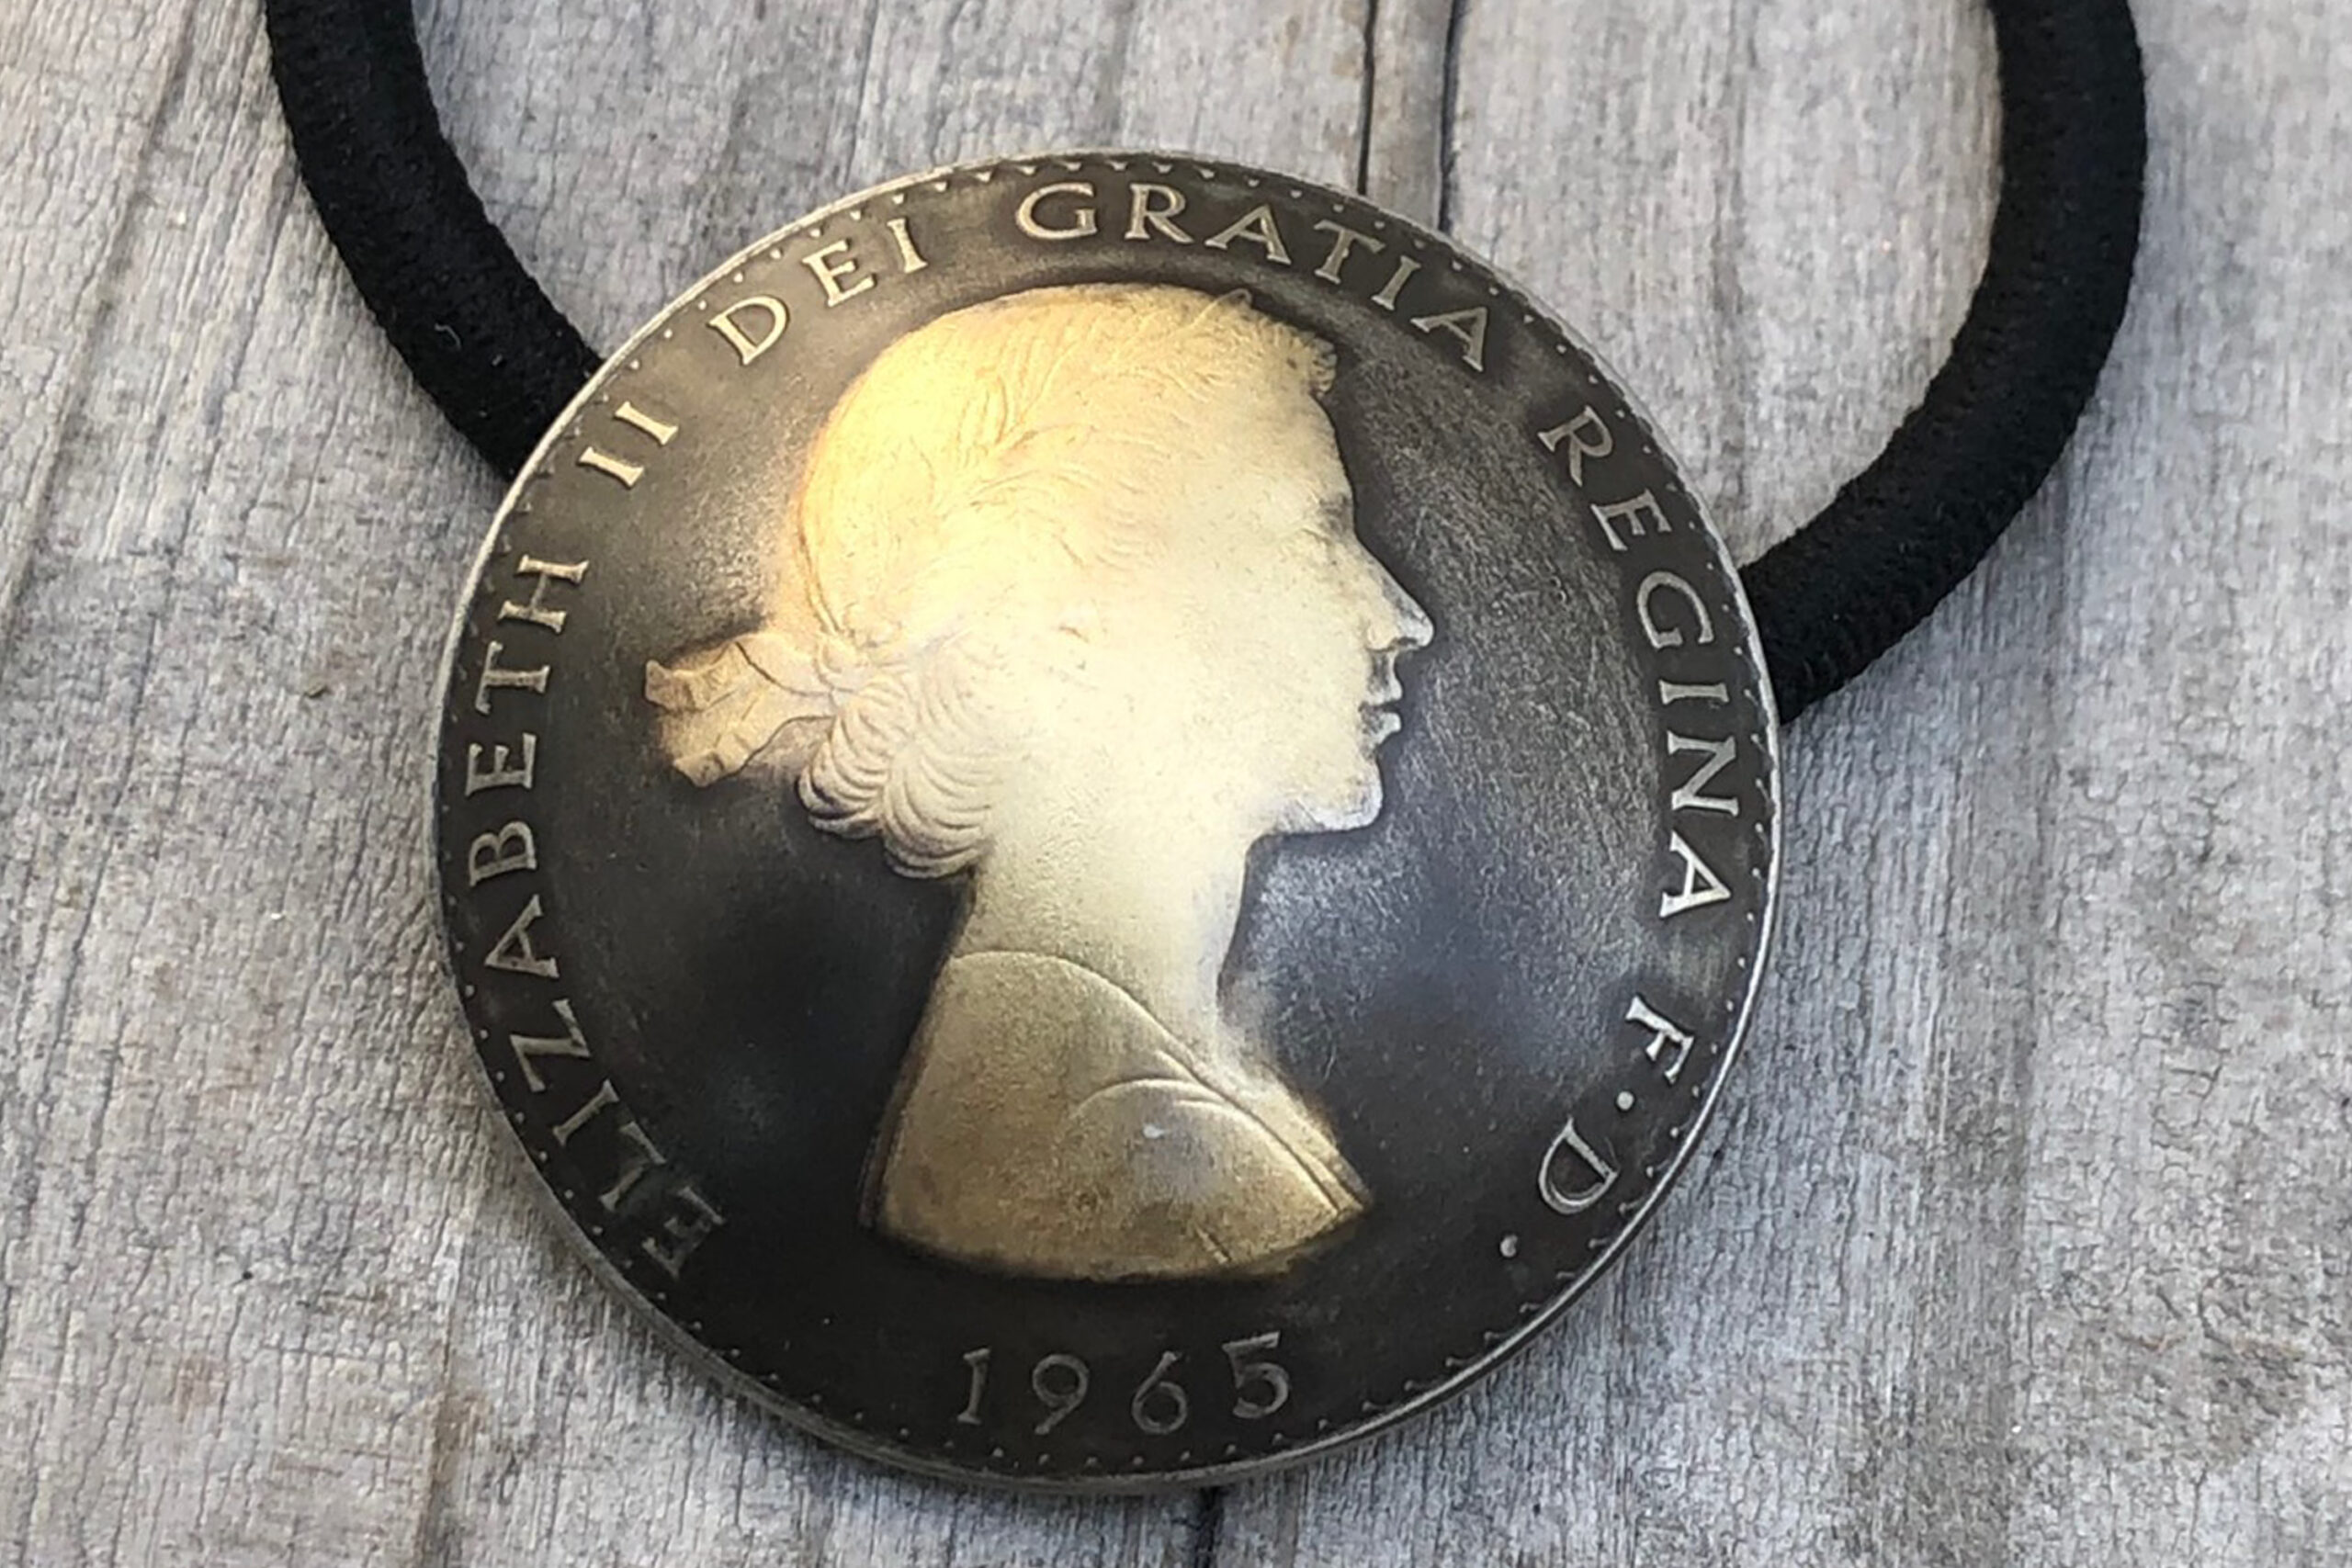 ELIZABETH II DEI GRATIA REGINA F·D·
1965